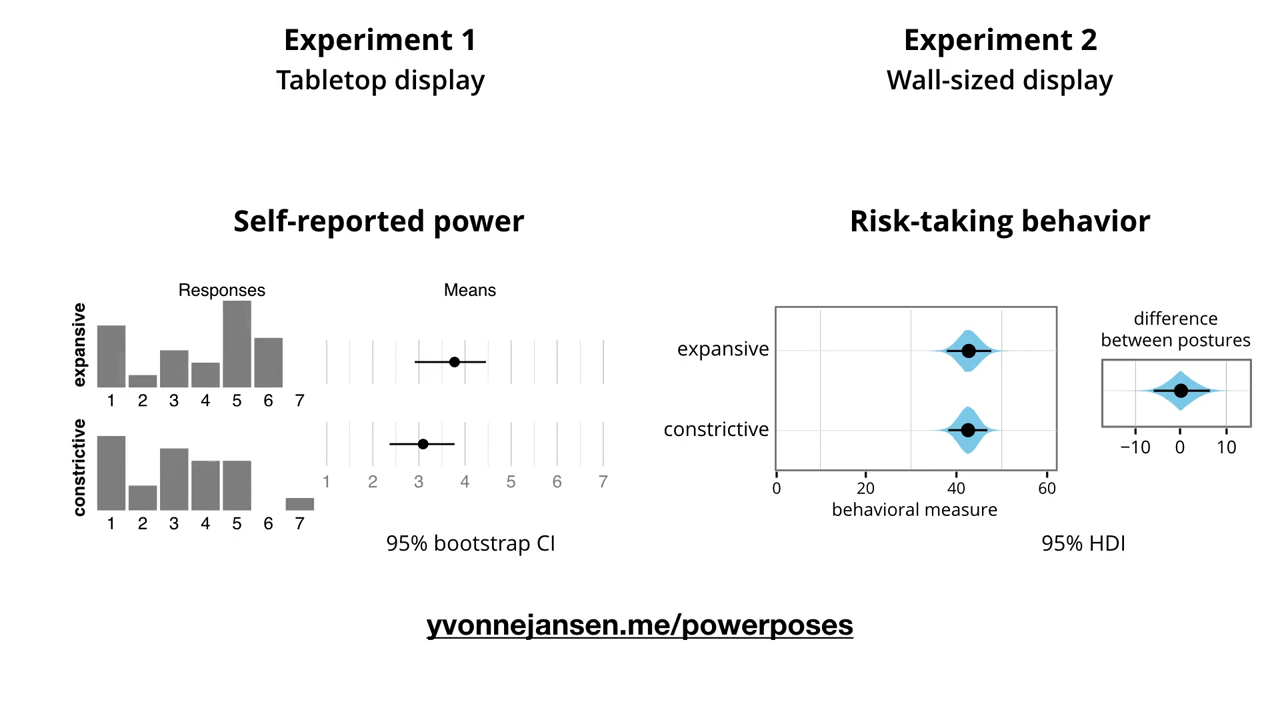 Experiment 1
Tabletop display
Self-reported power
Responses
Means
expansive
1 2 3 4 5 6 7
constrictive
1 2 3 4 5 6 7
1 2 3 4 5 6 7
95% bootstrap CI
Experiment 2
Wall-sized display
Risk-taking behavior
expansive
constrictive
0 20 40 60
behavioral measure
difference
between postures
−10 0 10
95% HDI
yvonnejansen.me/powerposes